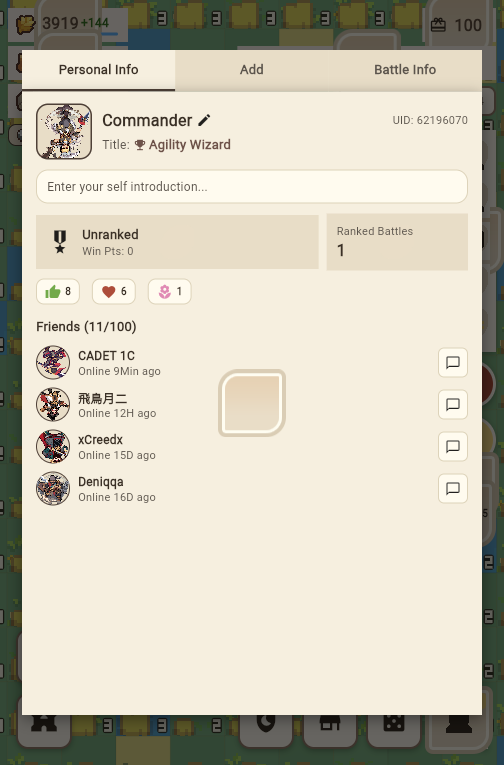 3919 +144
100
Personal Info
Add
Battle Info
Commander
UID: 62196070
Title: Agility Wizard
Enter your self introduction...
Unranked
Win Pts: 0
Ranked Battles
1
8
6
1
Friends (11/100)
CADET 1C
Online 9Min ago
飛鳥月二
Online 12H ago
xCreedx
Online 15D ago
Deniqqa
Online 16D ago